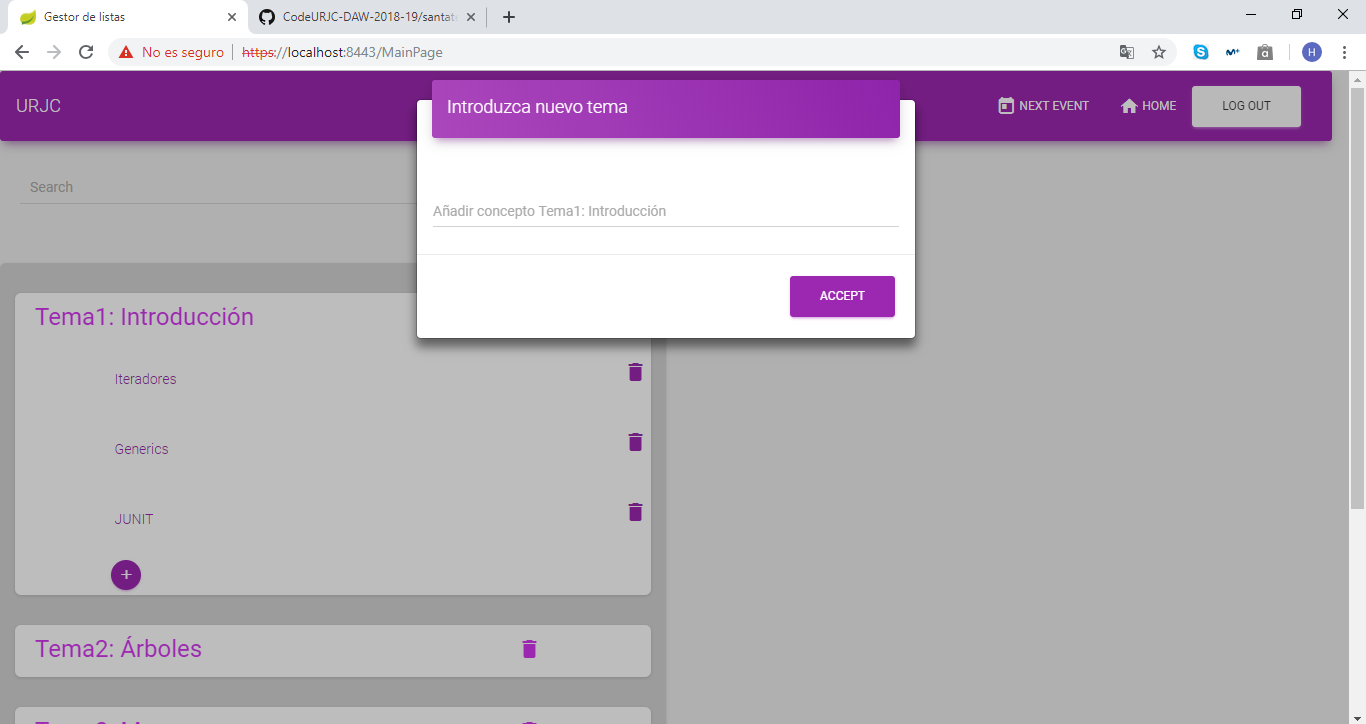 Gestor de listas
CodeURJC-DAW-2018-19/santat
No es seguro
https://localhost:8443/MainPage
H
URJC
Introduzca nuevo tema
NEXT EVENT
HOME
LOG OUT
Search
Añadir concepto Tema1: Introducción
ACCEPT
Tema1: Introducción
Iteradores
Generics
JUNIT
+
Tema2: Árboles